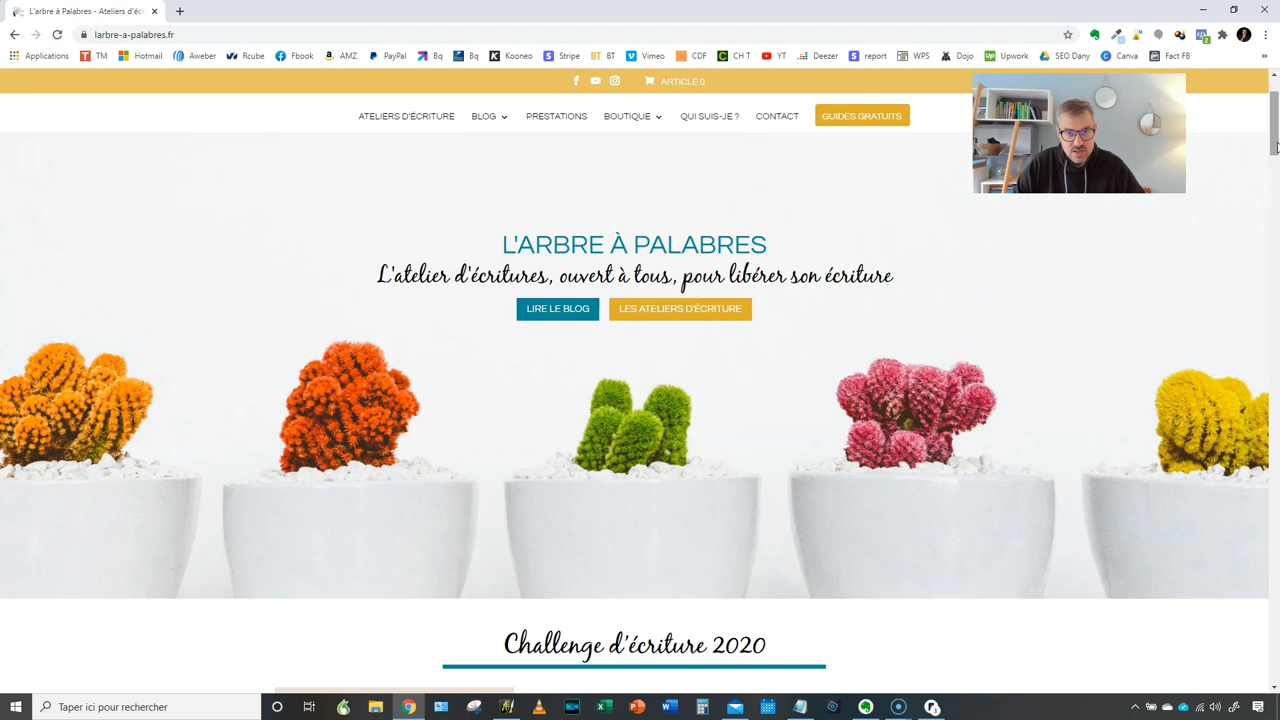 L'arbre à Palabres - Ateliers d'éc
larbre-a-palabres.fr
Applications TM Hotmail Aweber Rcube Fbook AMZ PayPal Bq Bq Kooneo Stripe BT BT Vimeo CDF CH T YT Deezer report WPS Dojo Upwork SEO Dany Canva Fact FB
ARTICLE 0
ATELIERS D'ÉCRITURE BLOG PRESTATIONS BOUTIQUE QUI SUIS-JE ? CONTACT GUIDES GRATUITS
L'ARBRE À PALABRES
L'atelier d'écritures, ouvert à tous, pour libérer son écriture
LIRE LE BLOG LES ATELIERS D'ÉCRITURE
Challenge d'écriture 2020
Taper ici pour rechercher